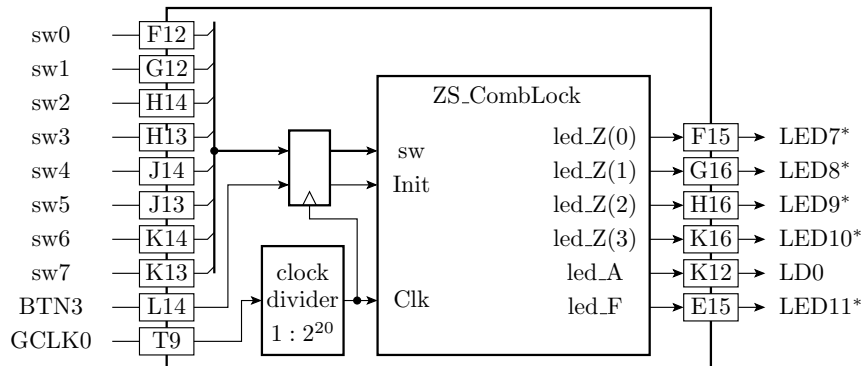 sw0 F12
sw1 G12
sw2 H14
sw3 H13
sw4 J14
sw5 J13
sw6 K14
sw7 K13
BTN3 L14
GCLK0 T9
clock
divider
1 : 2^20
ZS_CombLock
sw
Init
Clk
led_Z(0) F15 LED7*
led_Z(1) G16 LED8*
led_Z(2) H16 LED9*
led_Z(3) K16 LED10*
led_A K12 LD0
led_F E15 LED11*